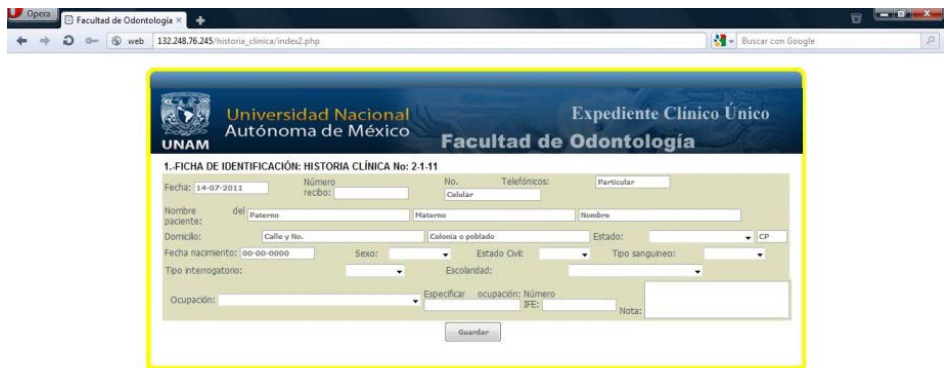 Opera
Facultad de Odontología ×
web 132.248.76.245/historia_clinica/index2.php
Buscar con Google
Universidad Nacional
Autónoma de México
UNAM
Expediente Clínico Único
Facultad de Odontología
1.-FICHA DE IDENTIFICACIÓN: HISTORIA CLÍNICA No: 2-1-11
Fecha: 14-07-2011 Número recibo: No. Telefónicos: Particular
Celular
Nombre del paciente: Paterno Materno Nombre
Domicilio: Calle y No. Colonia o poblado Estado: CP
Fecha nacimiento: 00-00-0000 Sexo: Estado Civil: Tipo sanguineo:
Tipo interrogatorio: Escolaridad:
Ocupación: Especificar ocupación: Número IFE: Nota:
Guardar